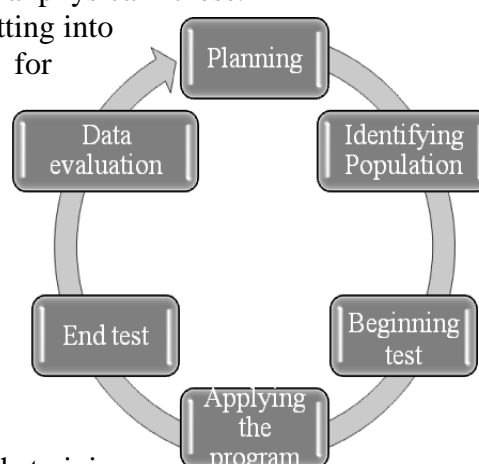 tting into
for
Planning
Identifying
Population
Beginning
test
Applying
the
program
End test
Data
evaluation